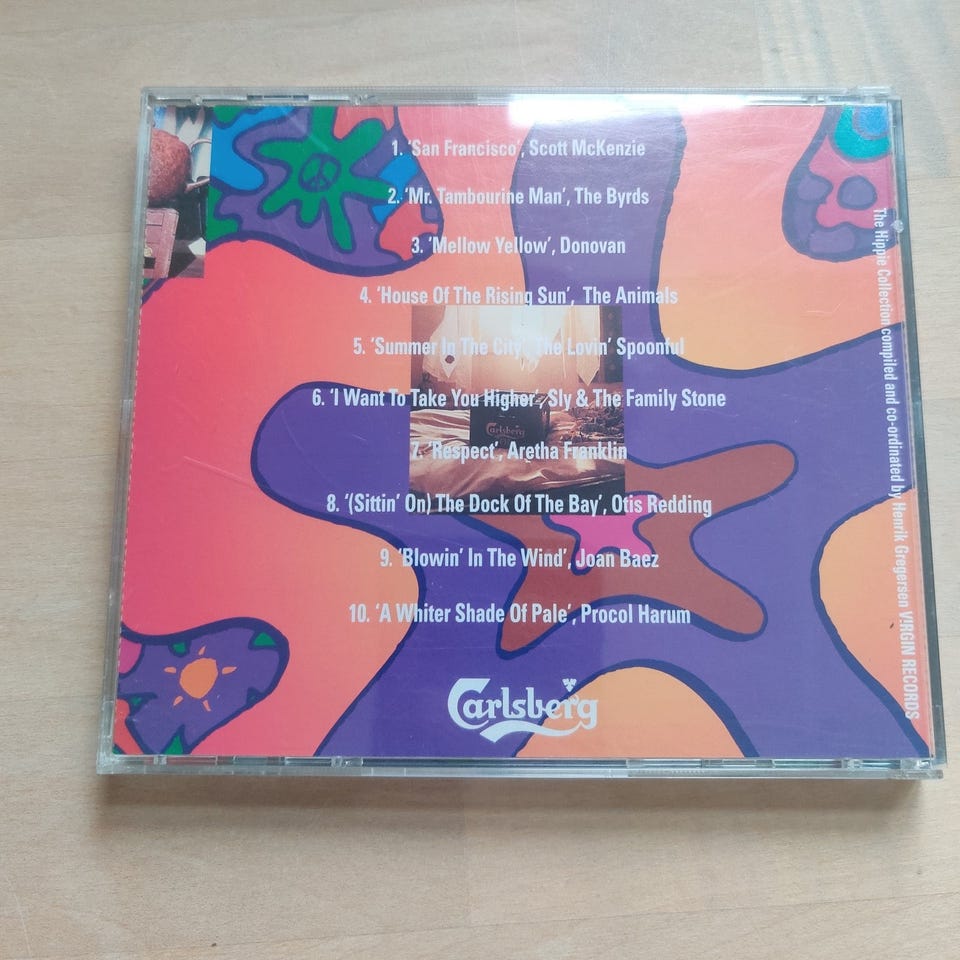 1. 'San Francisco', Scott McKenzie
2. 'Mr. Tambourine Man', The Byrds
3. 'Mellow Yellow', Donovan
4. 'House Of The Rising Sun', The Animals
5. 'Summer In The City', The Lovin' Spoonful
6. 'I Want To Take You Higher', Sly & The Family Stone
Carlsberg
7. 'Respect', Aretha Franklin
8. '(Sittin' On) The Dock Of The Bay', Otis Redding
9. 'Blowin' In The Wind', Joan Baez
10. 'A Whiter Shade Of Pale', Procol Harum
Carlsberg
The Hippie Collection compiled and co-ordinated by Henrik Gregersen V!RGIN RECORDS